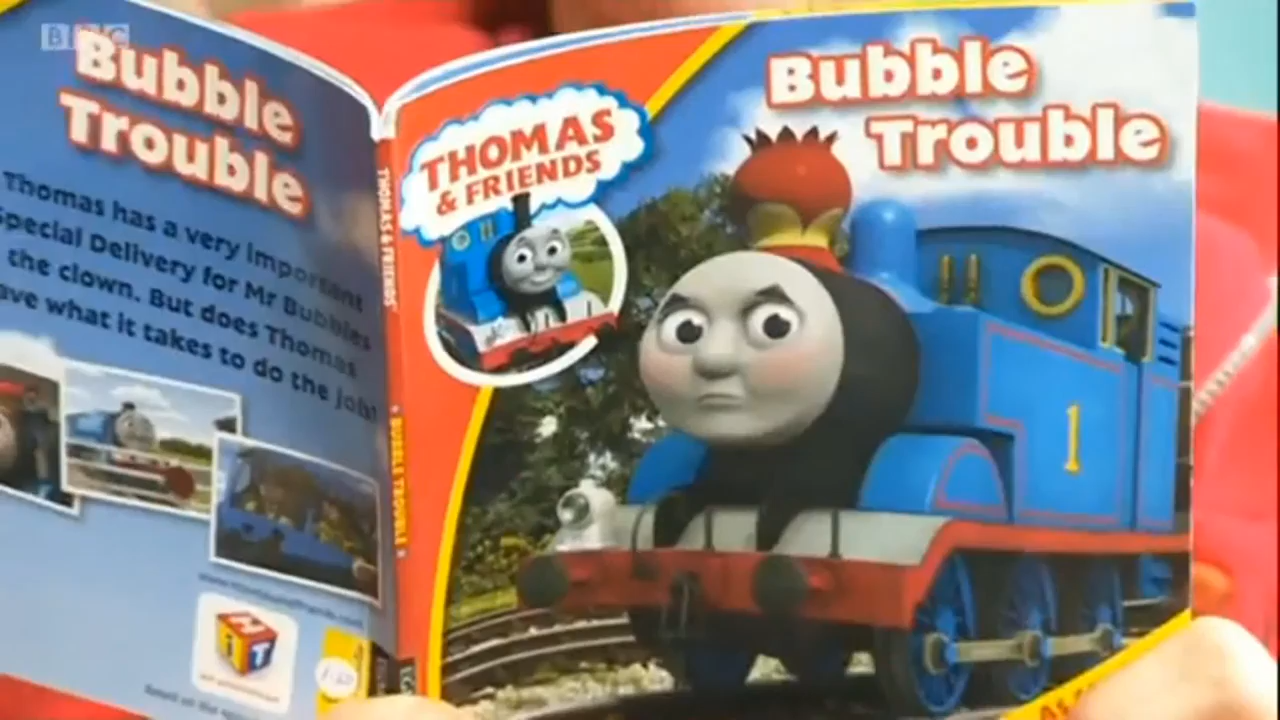 BBC
Bubble
Trouble
Thomas has a very important
Special Delivery for Mr Bubbles
the clown. But does Thomas
ave what it takes to do the job?
HiT
THOMAS & FRIENDS
BUBBLE TROUBLE
THOMAS
& FRIENDS
Bubble
Trouble
1